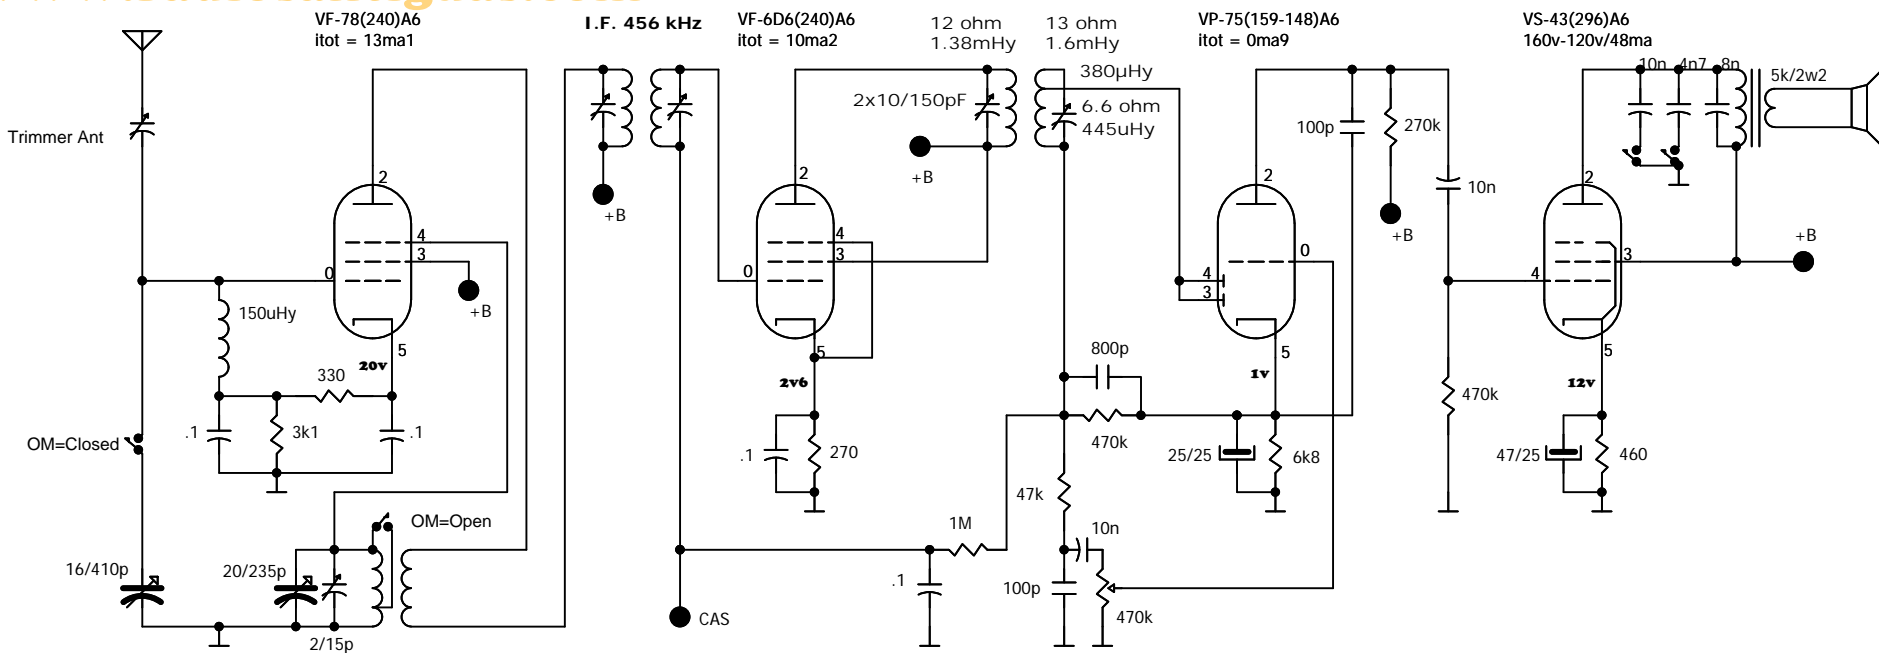 VF-78(240)A6
itot = 13ma1
I.F. 456 kHz
VF-6D6(240)A6
itot = 10ma2
12 ohm
1.38mHy
13 ohm
1.6mHy
VP-75(159-148)A6
itot = 0ma9
VS-43(296)A6
160v-120v/48ma
10n
4n7
8n
5k/2w2
380µHy
2x10/150pF
6.6 ohm
445uHy
Trimmer Ant
100p
270k
+B
2
2
2
2
10n
+B
+B
+B
4
3
0
+B
4
3
0
0
4
3
4
3
150uHy
+B
5
20v
330
5
2v6
800p
5
1v
5
12v
470k
.1
3k1
.1
OM=Closed
.1
270
470k
25/25
6k8
47/25
460
47k
OM=Open
1M
10n
16/410p
20/235p
.1
100p
470k
CAS
2/15p